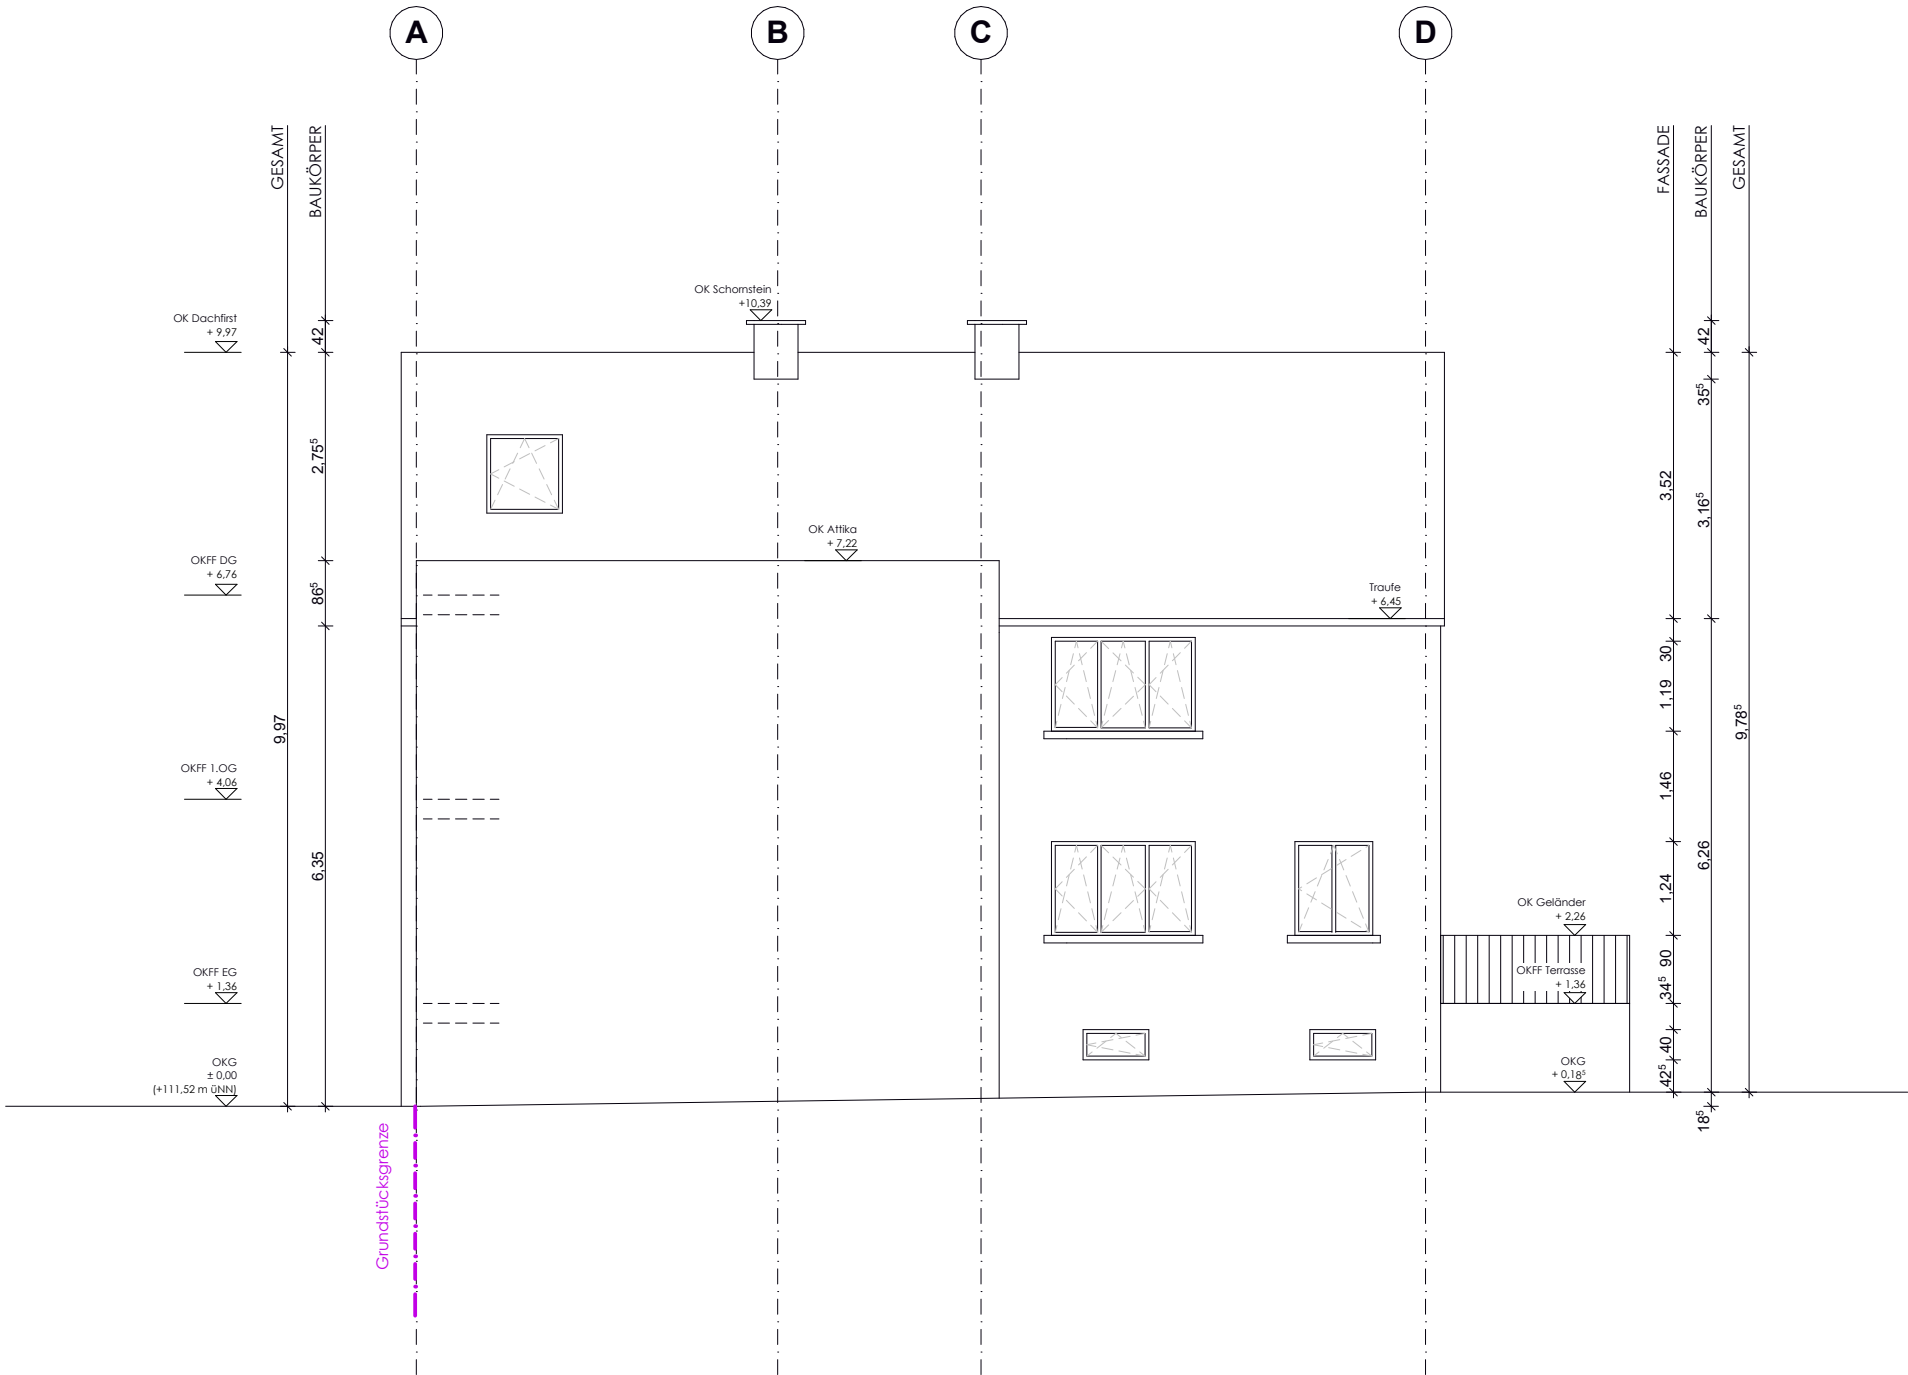 A
B
C
D
GESAMT
BAUKÖRPER
FASSADE
BAUKÖRPER
GESAMT
OK Schornstein
+10,39
OK Dachfirst
+ 9,97
42
42
35⁵
2,75⁵
3,52
3,16⁵
OK Attika
+ 7,22
OKFF DG
+ 6,76
86⁵
Traufe
+ 6,45
30
1,19
9,97
9,78⁵
OKFF 1.OG
+ 4,06
1,46
6,35
6,26
1,24
OK Geländer
+ 2,26
90
OKFF EG
+ 1,36
OKFF Terrasse
+ 1,36
34⁵
40
OKG
± 0,00
(+111,52 m üNN)
OKG
+ 0,18⁵
42⁵
18⁵
Grundstücksgrenze